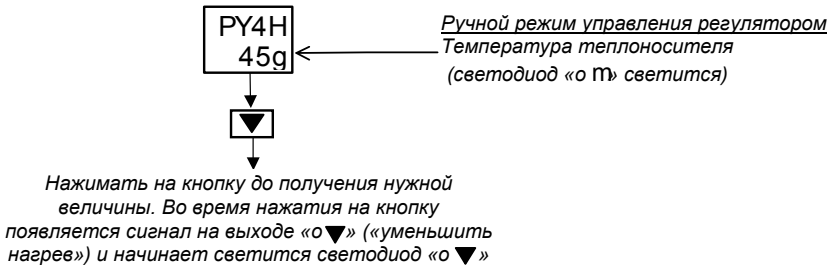 PY4H
45g
Ручной режим управления регулятором
Температура теплоносителя
(светодиод «о m» светится)
▼
Нажимать на кнопку до получения нужной
величины. Во время нажатия на кнопку
появляется сигнал на выходе «о▼» («уменьшить
нагрев») и начинает светится светодиод «о ▼»